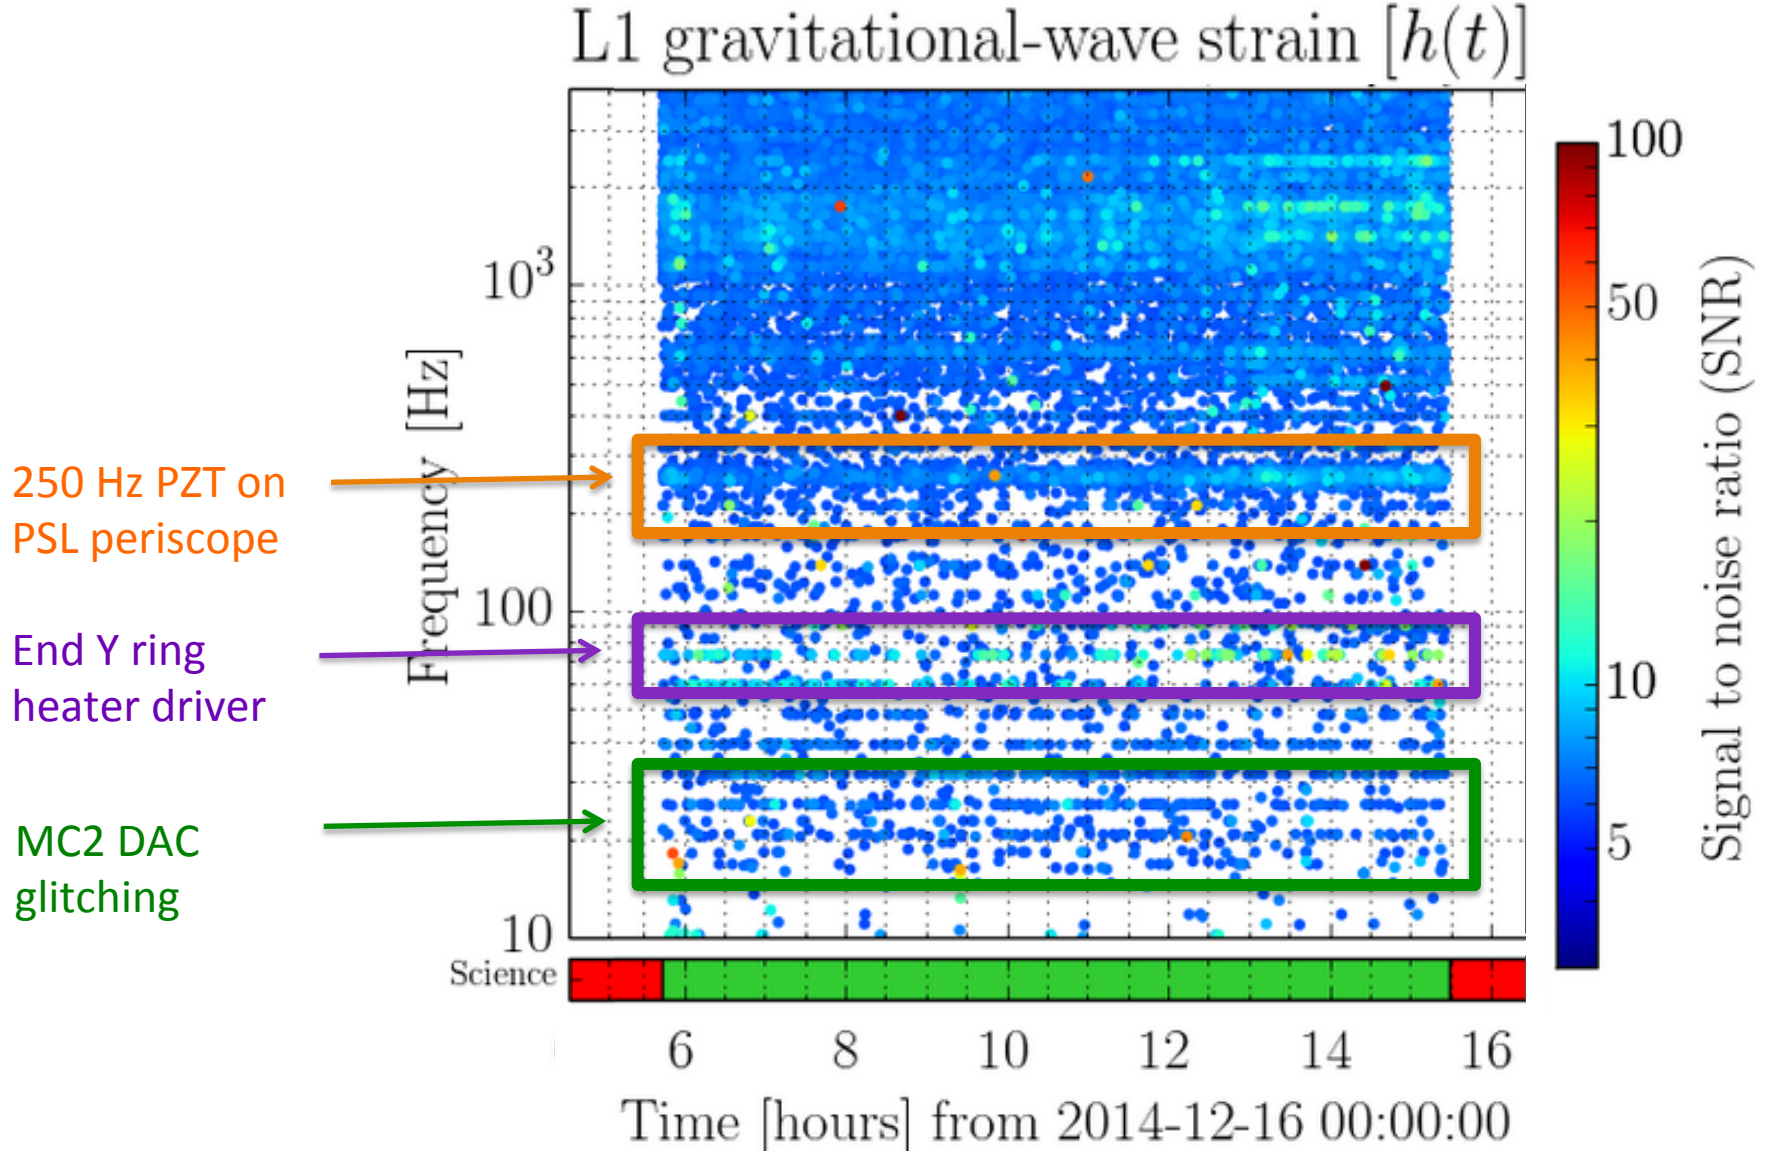 L1 gravitational-wave strain [h(t)]
Frequency [Hz]
10³
100
10
250 Hz PZT on
PSL periscope
End Y ring
heater driver
MC2 DAC
glitching
Science
6 8 10 12 14 16
Time [hours] from 2014-12-16 00:00:00
100
50
10
5
Signal to noise ratio (SNR)